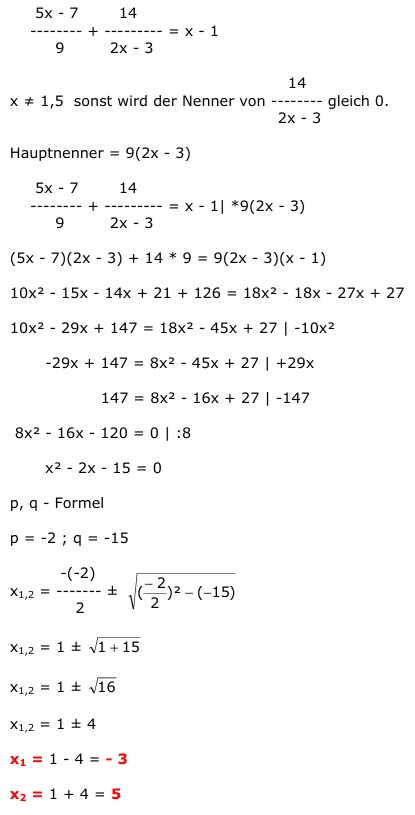 5x - 7 14
-------- + --------- = x - 1
9 2x - 3
14
x ≠ 1,5 sonst wird der Nenner von -------- gleich 0.
2x - 3
Hauptnenner = 9(2x - 3)
5x - 7 14
-------- + --------- = x - 1| *9(2x - 3)
9 2x - 3
(5x - 7)(2x - 3) + 14 * 9 = 9(2x - 3)(x - 1)
10x² - 15x - 14x + 21 + 126 = 18x² - 18x - 27x + 27
10x² - 29x + 147 = 18x² - 45x + 27 | -10x²
-29x + 147 = 8x² - 45x + 27 | +29x
147 = 8x² - 16x + 27 | -147
8x² - 16x - 120 = 0 | :8
x² - 2x - 15 = 0
p, q - Formel
p = -2 ; q = -15
-(-2)
x₁,₂ = ------- ± √((−2/2)² − (−15))
2
x₁,₂ = 1 ± √(1 + 15)
x₁,₂ = 1 ± √16
x₁,₂ = 1 ± 4
x₁ = 1 - 4 = - 3
x₂ = 1 + 4 = 5